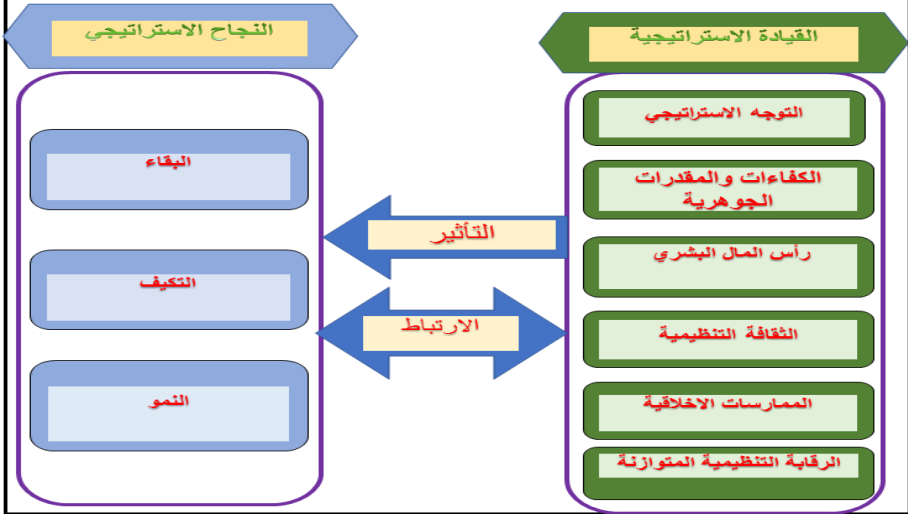 القيادة الاستراتيجية
التوجه الاستراتيجي
الكفاءات والمقدرات
الجوهرية
رأس المال البشري
الثقافة التنظيمية
الممارسات الاخلاقية
الرقابة التنظيمية المتوازنة
التأثير
الارتباط
النجاح الاستراتيجي
البقاء
التكيف
النمو